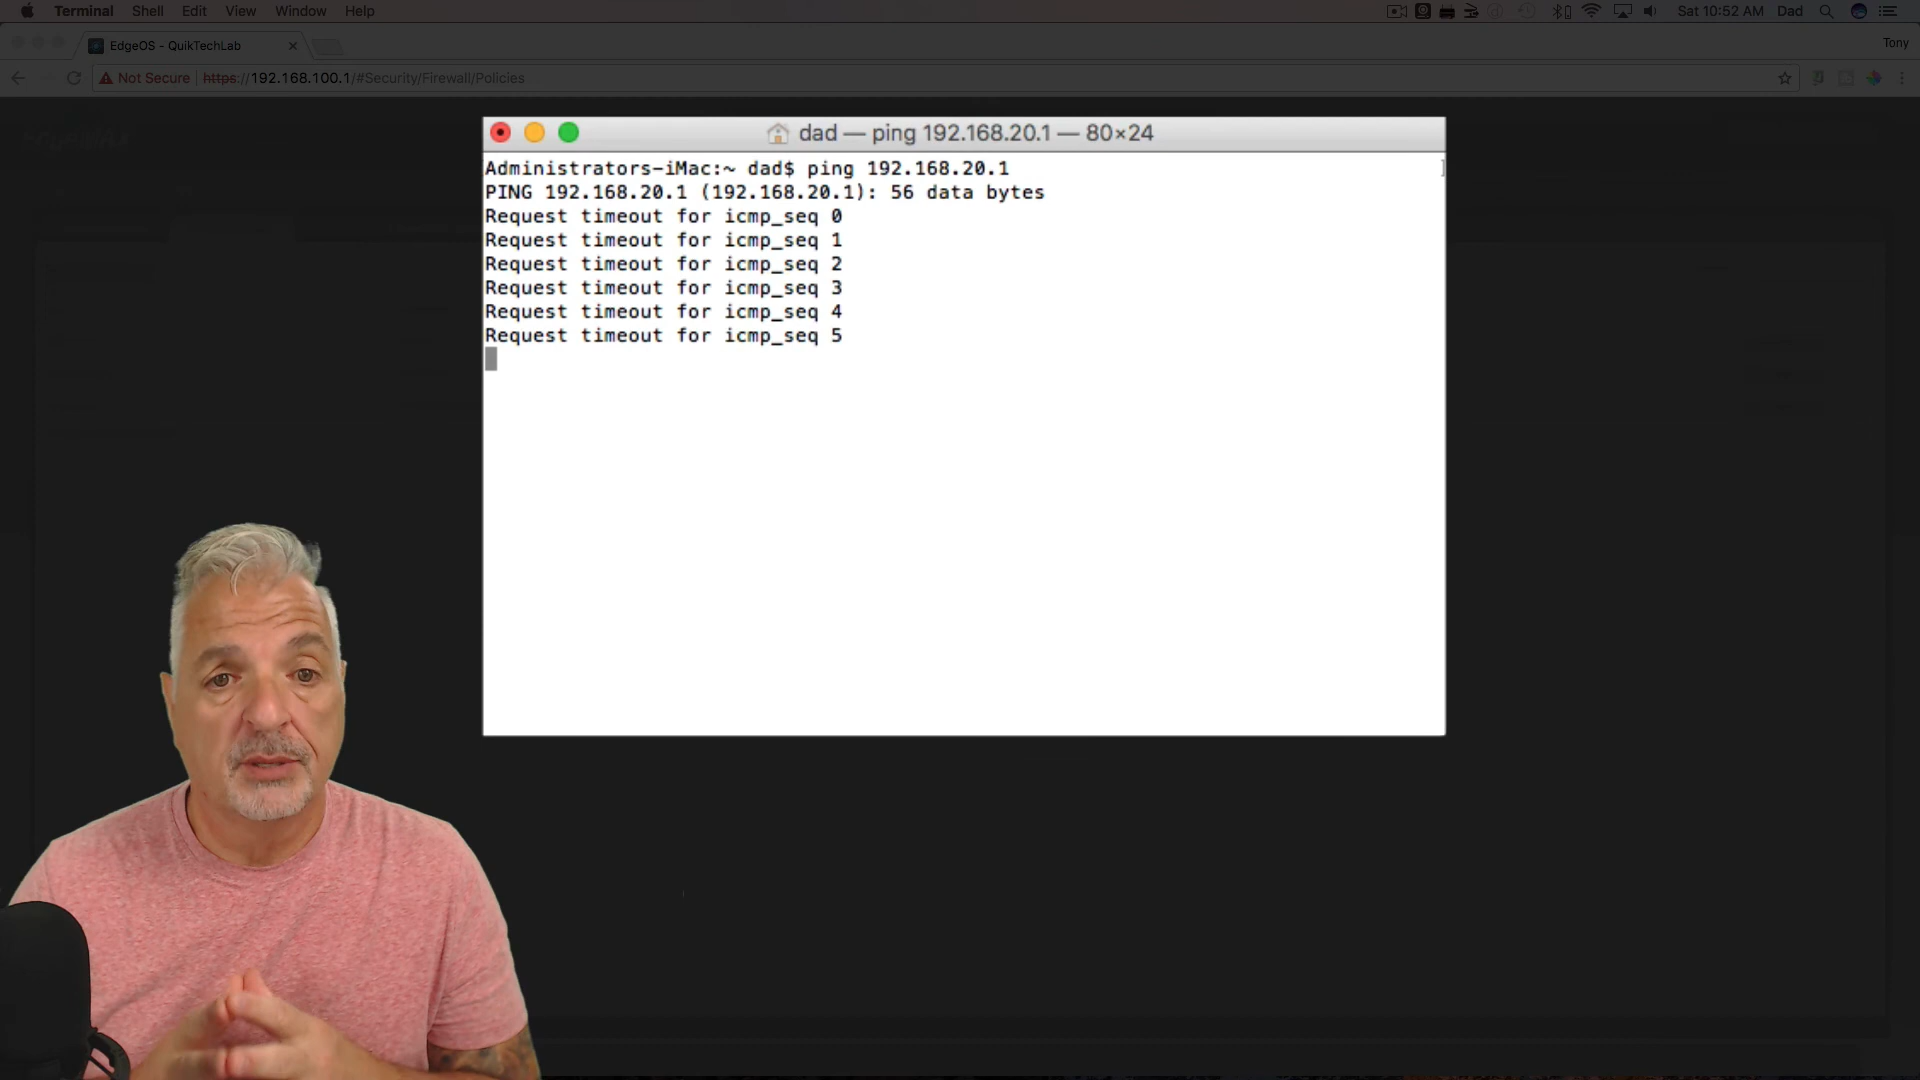 Terminal Shell Edit View Window Help Sat 10:52 AM Dad
EdgeOS - QuikTechLab
Tony
Not Secure https://192.168.100.1/#Security/Firewall/Policies
dad — ping 192.168.20.1 — 80×24
Administrators-iMac:~ dad$ ping 192.168.20.1
PING 192.168.20.1 (192.168.20.1): 56 data bytes
Request timeout for icmp_seq 0
Request timeout for icmp_seq 1
Request timeout for icmp_seq 2
Request timeout for icmp_seq 3
Request timeout for icmp_seq 4
Request timeout for icmp_seq 5